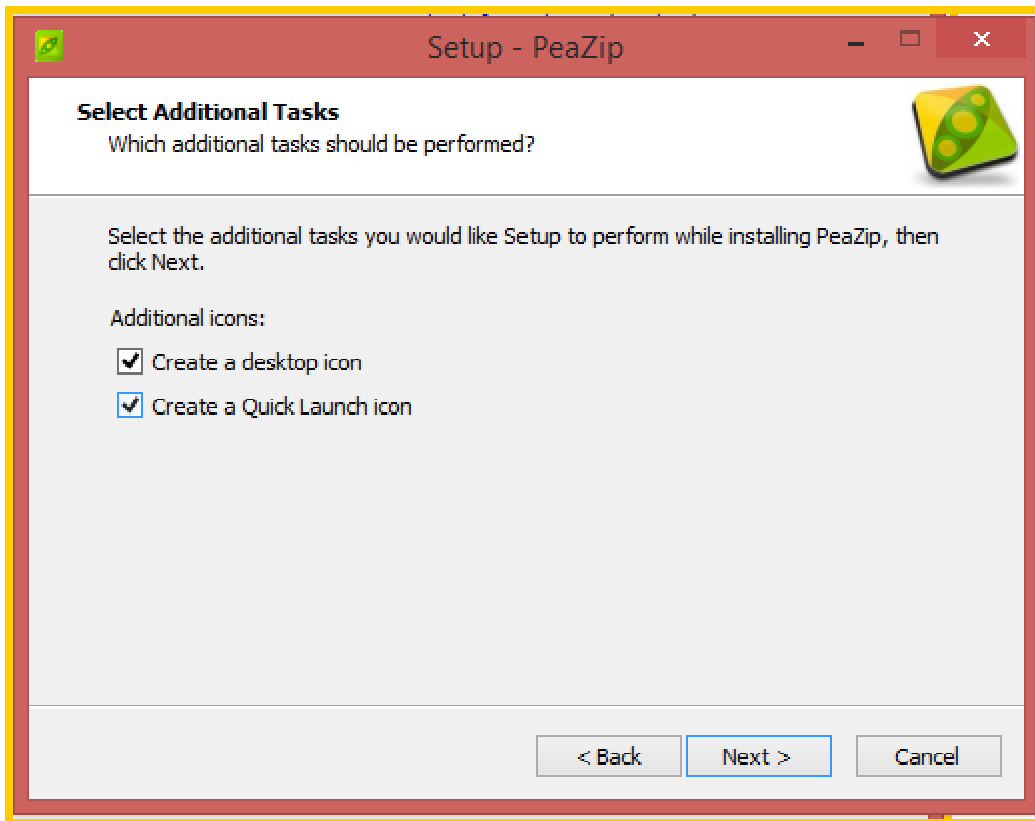 Setup - PeaZip
Select Additional Tasks
Which additional tasks should be performed?
Select the additional tasks you would like Setup to perform while installing PeaZip, then
click Next.
Additional icons:
Create a desktop icon
Create a Quick Launch icon
< Back
Next >
Cancel